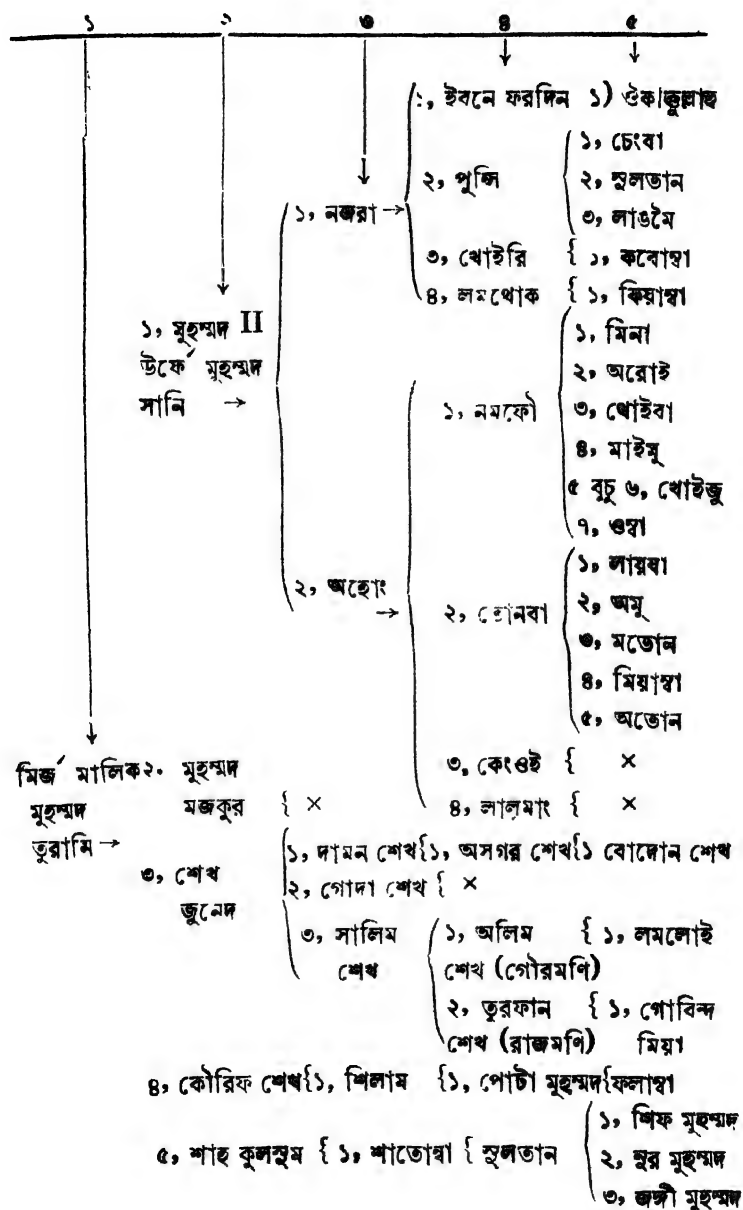 ১ ২ ৩ ৪ ৫
১, ইবনে ফরদিন ১)
১, চেংবা
২, পুন্সি ২, সুলতান
১, নজরা → ৩, লাঙমৈ
৩, খোইরি { ১, কবোম্বা
৪, লমথোক { ১, কিয়াম্বা
১, মুহম্মদ II
১, মিনা
উর্ফে মুহম্মদ
২, অরোই
সানি →
১, নমফৌ ৩, থোইবা
৪, মাইমু
৫ বুচু ৬, খোইজু
৭, ওম্বা
১, লায়বা
২, অহোং → ২, তোনবা ২, অমু
৩, মতোন
৪, মিয়াম্বা
৫, অতোন
মির্জা মালিক ২. মুহম্মদ ৩, কেংওই { ×
মুহম্মদ মজকুর { × ৪, লালমাং { ×
তুরামি →
১, দামন শেখ{১, অসগর শেখ{১ বোদোন শেখ
৩, শেখ ২, গোদা শেখ { ×
জুনেদ
৩, সালিম ১, অলিম { ১, লমলোই
শেখ শেখ (গৌরমণি)
২, তুরফান { ১, গোবিন্দ
শেখ (রাজমণি) মিয়া
৪, কৌরিফ শেখ{১, শিলাম {১, পোটা মুহম্মদ{ফলাম্বা
১, শিফ মুহম্মদ
৫, শাহ কুলসুম { ১, শাতোম্বা { সুলতান ২, নুর মুহম্মদ
৩, জঙ্গী মুহম্মদ